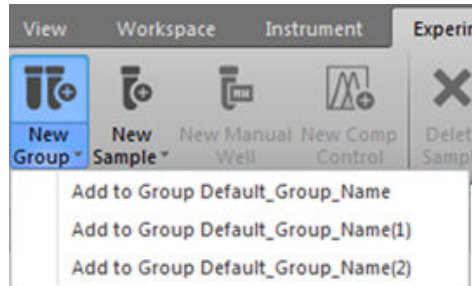 View Workspace Instrument Experim
New Group New Sample New Manual Well New Comp Control Delet Samp
Add to Group Default_Group_Name
Add to Group Default_Group_Name(1)
Add to Group Default_Group_Name(2)